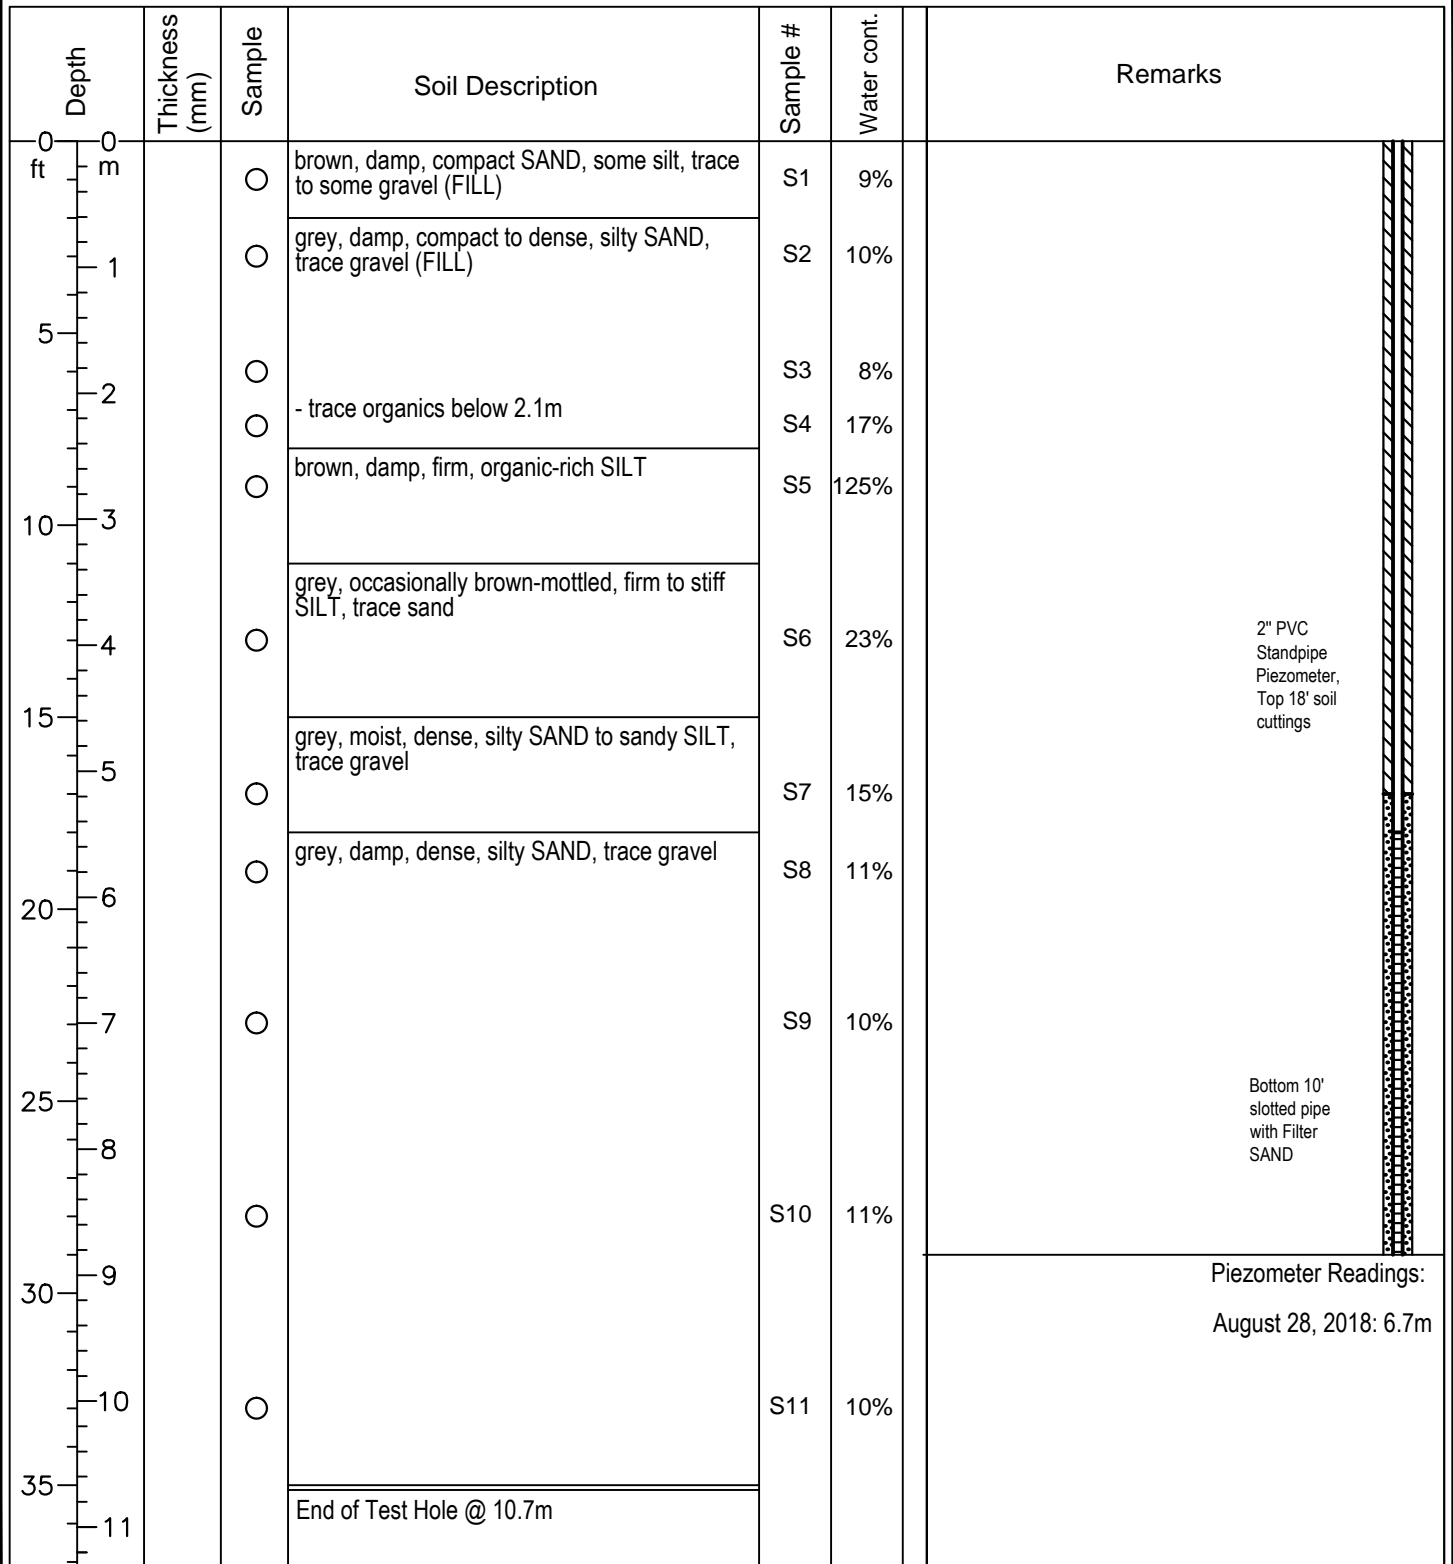 Depth
Thickness
(mm)
Sample
Soil Description
Sample #
Water cont.
Remarks
0 0
ft m
brown, damp, compact SAND, some silt, trace
to some gravel (FILL)
S1 9%
grey, damp, compact to dense, silty SAND,
trace gravel (FILL)
S2 10%
1
5
S3 8%
2
- trace organics below 2.1m
S4 17%
brown, damp, firm, organic-rich SILT
S5 125%
10 3
grey, occasionally brown-mottled, firm to stiff
SILT, trace sand
S6 23%
4
2" PVC
Standpipe
Piezometer,
Top 18' soil
cuttings
15
grey, moist, dense, silty SAND to sandy SILT,
trace gravel
5
S7 15%
grey, damp, dense, silty SAND, trace gravel
S8 11%
6
20
7
S9 10%
25
Bottom 10'
slotted pipe
with Filter
SAND
8
S10 11%
9
30
Piezometer Readings:
August 28, 2018: 6.7m
10
S11 10%
35
End of Test Hole @ 10.7m
11